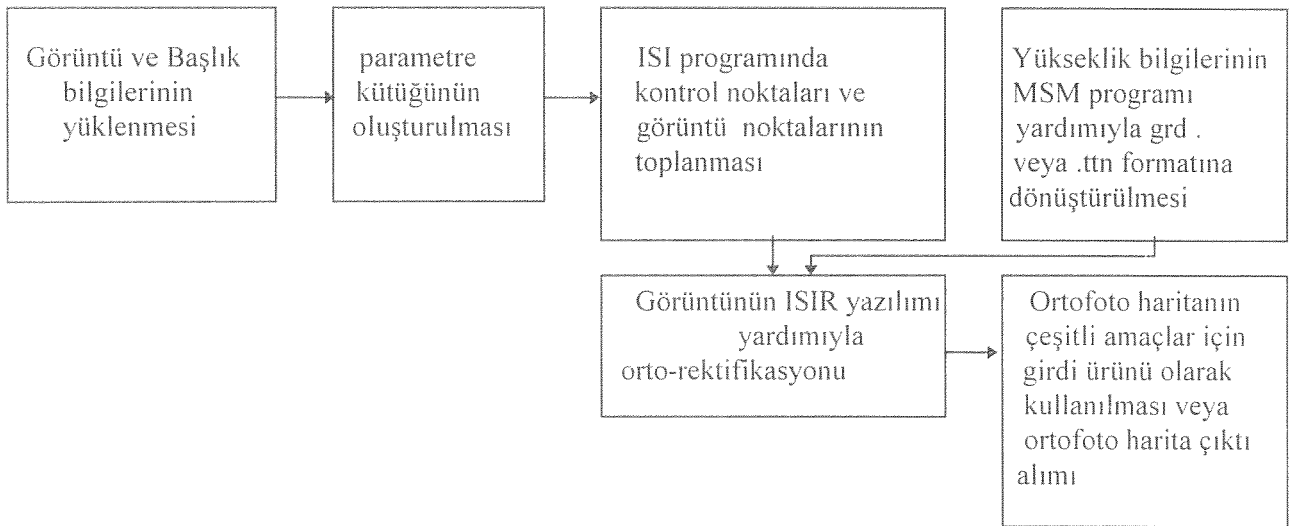 Görüntü ve Başlık
bilgilerinin
yüklenmesi
parametre
kütüğünün
oluşturulması
ISI programında
kontrol noktaları ve
görüntü noktalarının
toplanması
Yükseklik bilgilerinin
MSM programı
yardımıyla grd .
veya .ttn formatına
dönüştürülmesi
Görüntünün ISIR yazılımı
yardımıyla
orto-rektifikasyonu
Ortofoto haritanın
çeşitli amaçlar için
girdi ürünü olarak
kullanılması veya
ortofoto harita çıktı
alımı